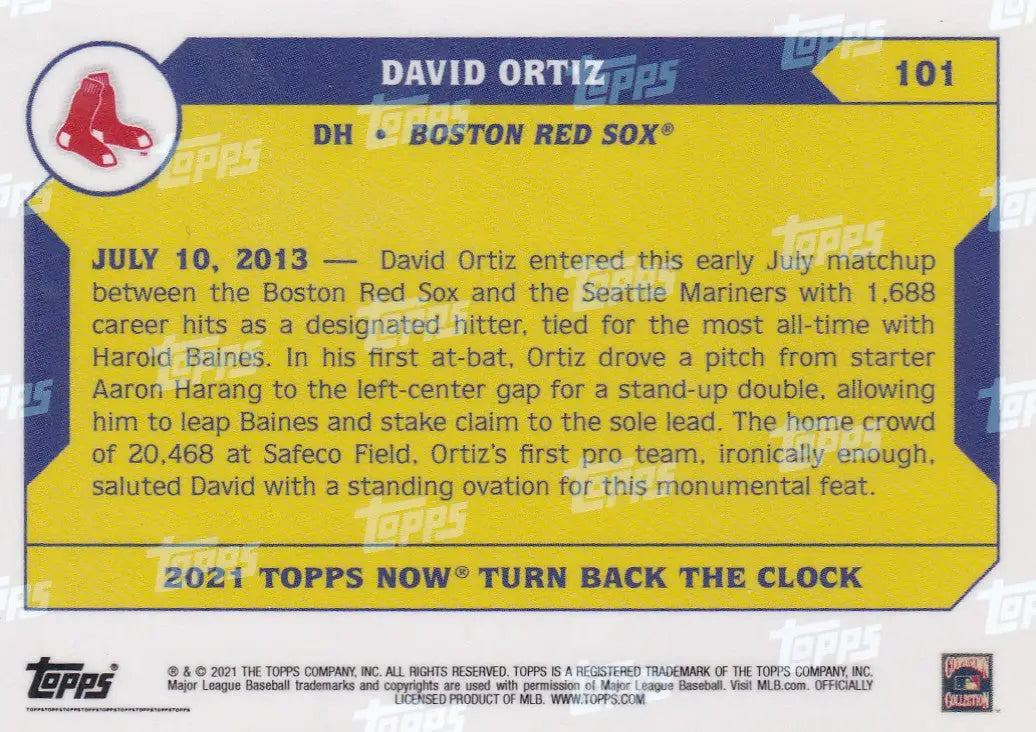 DAVID ORTIZ
101
DH • BOSTON RED SOX®
JULY 10, 2013 — David Ortiz entered this early July matchup
between the Boston Red Sox and the Seattle Mariners with 1,688
career hits as a designated hitter, tied for the most all-time with
Harold Baines. In his first at-bat, Ortiz drove a pitch from starter
Aaron Harang to the left-center gap for a stand-up double, allowing
him to leap Baines and stake claim to the sole lead. The home crowd
of 20,468 at Safeco Field, Ortiz's first pro team, ironically enough,
saluted David with a standing ovation for this monumental feat.
2021 TOPPS NOW® TURN BACK THE CLOCK
Topps®
TOPPSTOPPSTOPPSTOPPSTOPPSTOPPSTOPPSTOPPS
® & © 2021 THE TOPPS COMPANY, INC. ALL RIGHTS RESERVED. TOPPS IS A REGISTERED TRADEMARK OF THE TOPPS COMPANY, INC.
Major League Baseball trademarks and copyrights are used with permission of Major League Baseball. Visit MLB.com. OFFICIALLY
LICENSED PRODUCT OF MLB. WWW.TOPPS.COM
COOPERSTOWN
COLLECTION